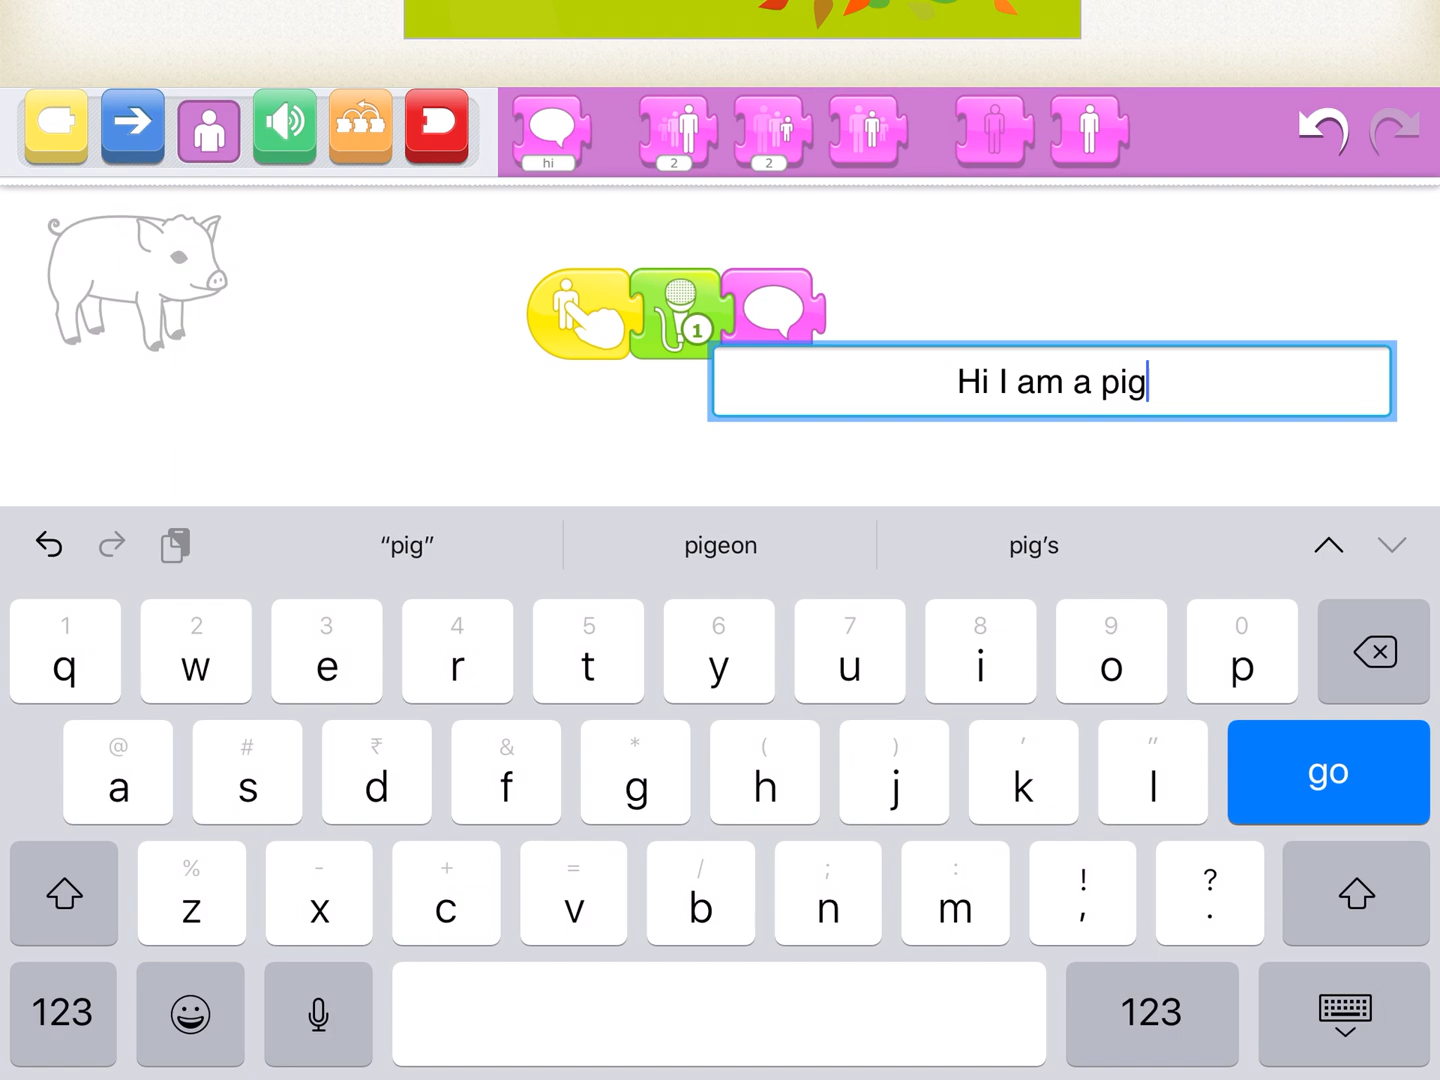 hi
2
2
1
Hi I am a pig
“pig” pigeon pig’s
1 2 3 4 5 6 7 8 9 0
q w e r t y u i o p
@ # ₹ & * ( ) ' "
a s d f g h j k l go
% - + = / ; : ! ?
z x c v b n m , .
123 123